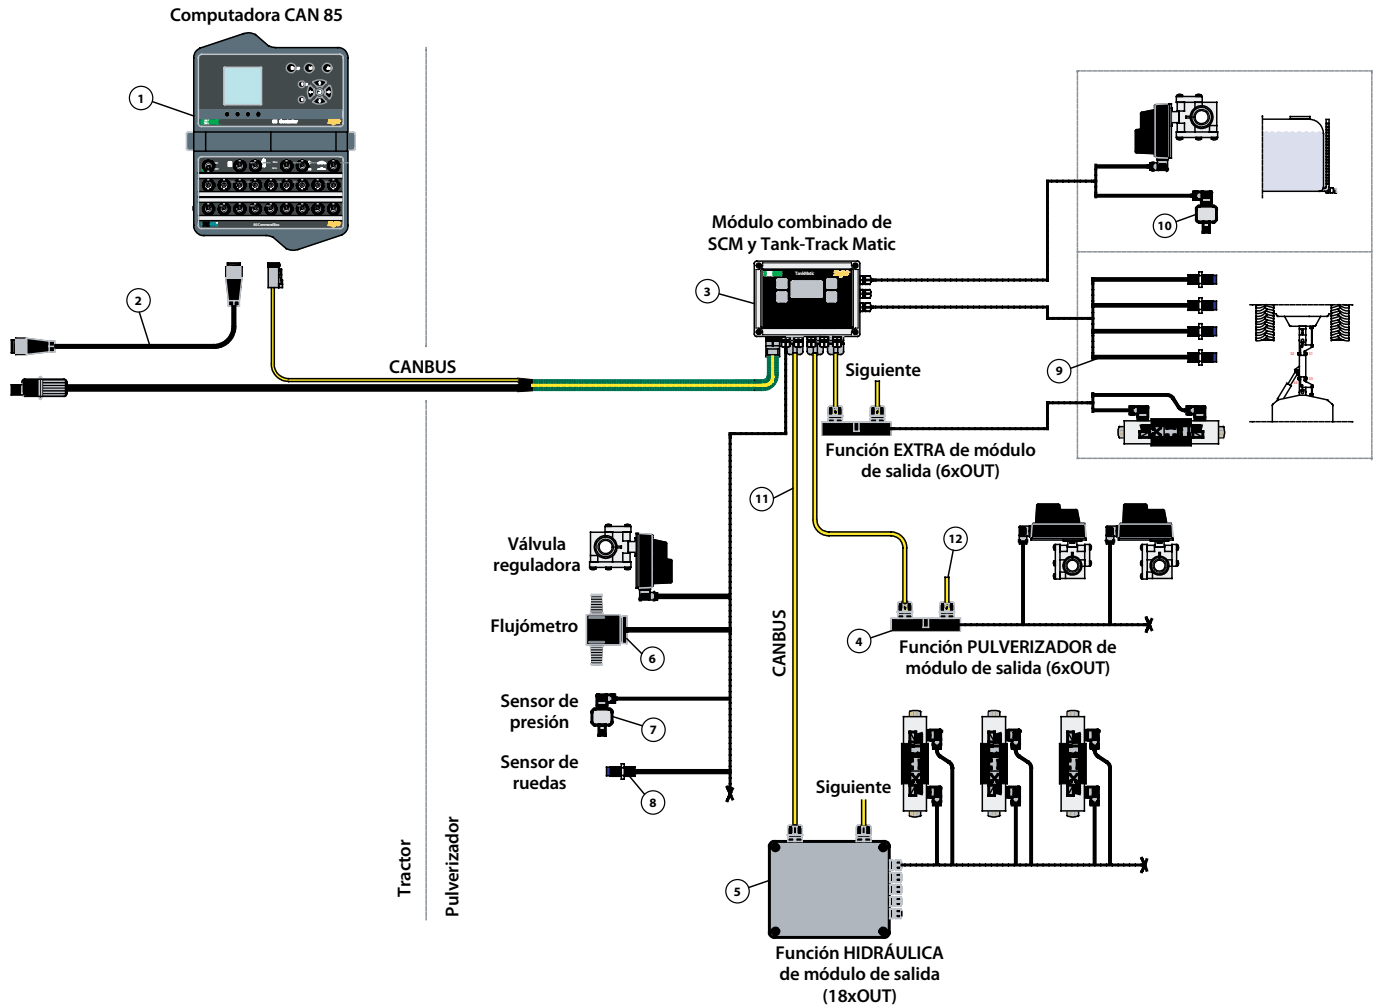 Computadora CAN 85
1
2
CANBUS
Módulo combinado de
SCM y Tank-Track Matic
3
TankMatic
10
9
Siguiente
Función EXTRA de módulo
de salida (6xOUT)
11
12
4
Función PULVERIZADOR de
módulo de salida (6xOUT)
Válvula
reguladora
Flujómetro
6
CANBUS
Sensor de
presión
7
Sensor de
ruedas
8
Siguiente
5
Función HIDRÁULICA
de módulo de salida
(18xOUT)
Tractor
Pulverizador